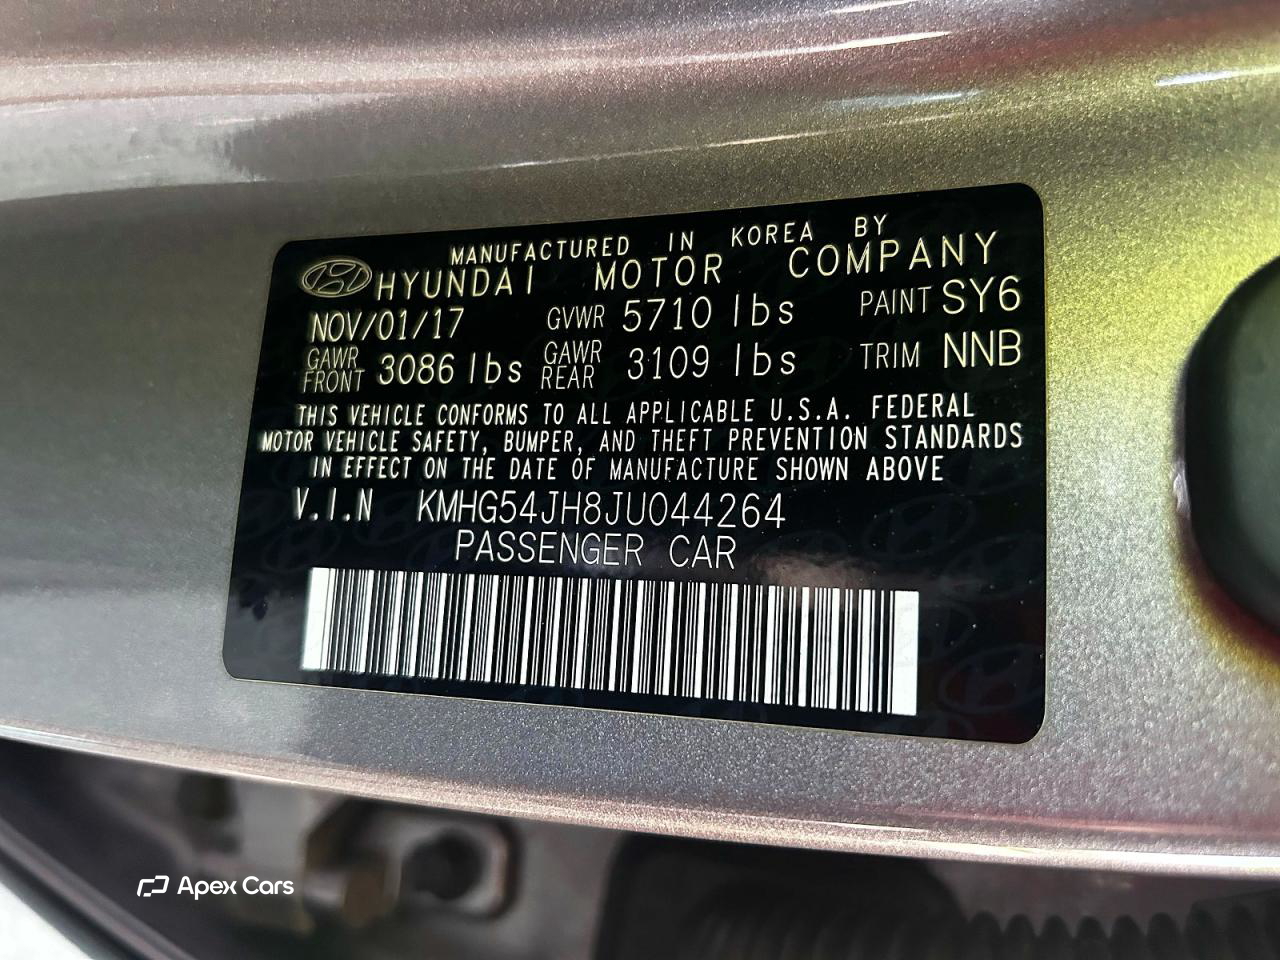 MANUFACTURED IN KOREA BY
HYUNDAI MOTOR COMPANY
NOV/01/17 GVWR 5710 lbs PAINT SY6
GAWR FRONT 3086 lbs GAWR REAR 3109 lbs TRIM NNB
THIS VEHICLE CONFORMS TO ALL APPLICABLE U.S.A. FEDERAL
MOTOR VEHICLE SAFETY, BUMPER, AND THEFT PREVENTION STANDARDS
IN EFFECT ON THE DATE OF MANUFACTURE SHOWN ABOVE
V.I.N KMHG54JH8JU044264
PASSENGER CAR
Apex Cars